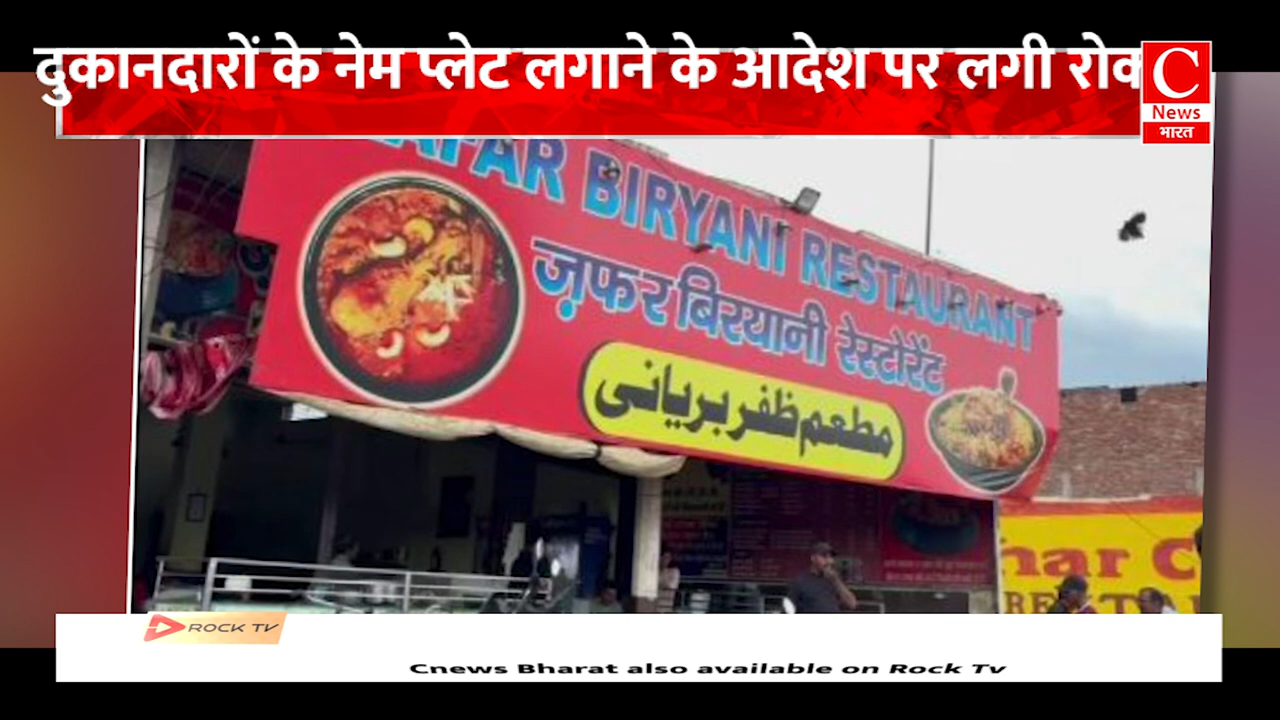 दुकानदारों के नेम प्लेट लगाने के आदेश पर लगी
C
News
भारत
BIRYANI RESTAURANT
ज़फर बिरयानी रेस्टोरेंट
مطعم ظفر بریانی
ROCK TV
Cnews Bharat also available on Rock Tv